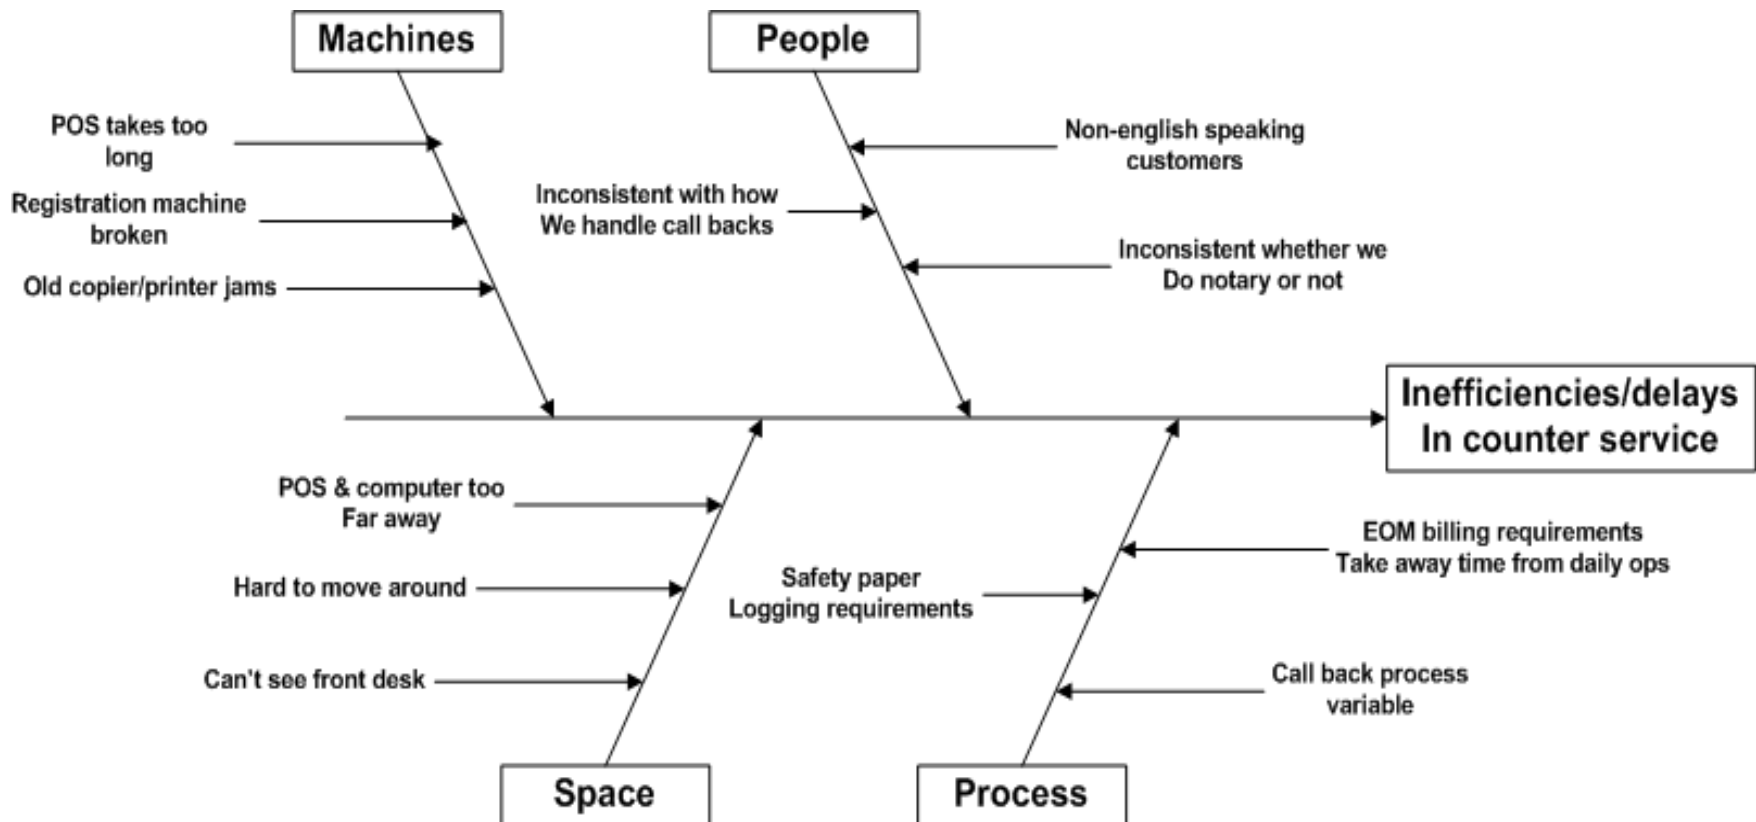 Machines
People
POS takes too
long
Registration machine
broken
Old copier/printer jams
Non-english speaking
customers
Inconsistent with how
We handle call backs
Inconsistent whether we
Do notary or not
Inefficiencies/delays
In counter service
POS & computer too
Far away
Hard to move around
Can't see front desk
EOM billing requirements
Take away time from daily ops
Safety paper
Logging requirements
Call back process
variable
Space
Process